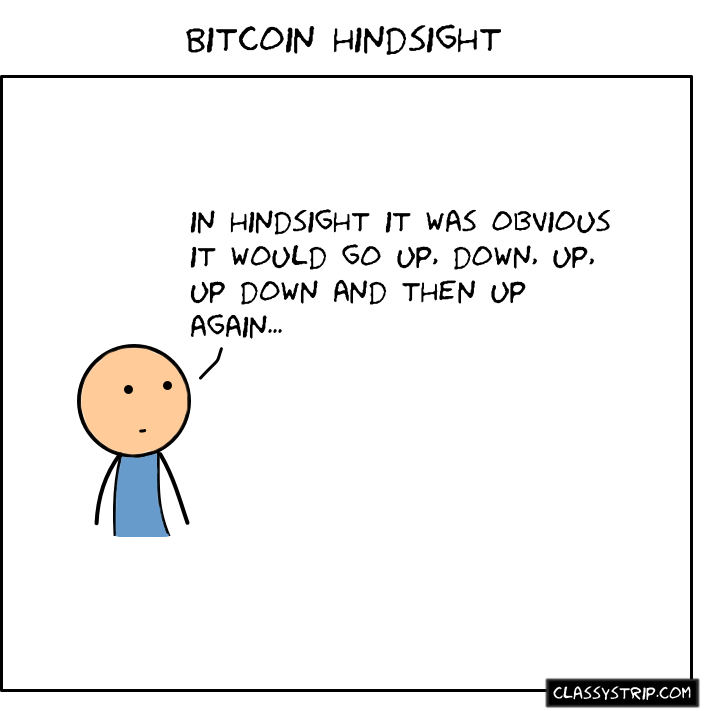 BITCOIN HINDSIGHT
IN HINDSIGHT IT WAS OBVIOUS
IT WOULD GO UP, DOWN, UP,
UP DOWN AND THEN UP
AGAIN...
CLASSYSTRIP.COM